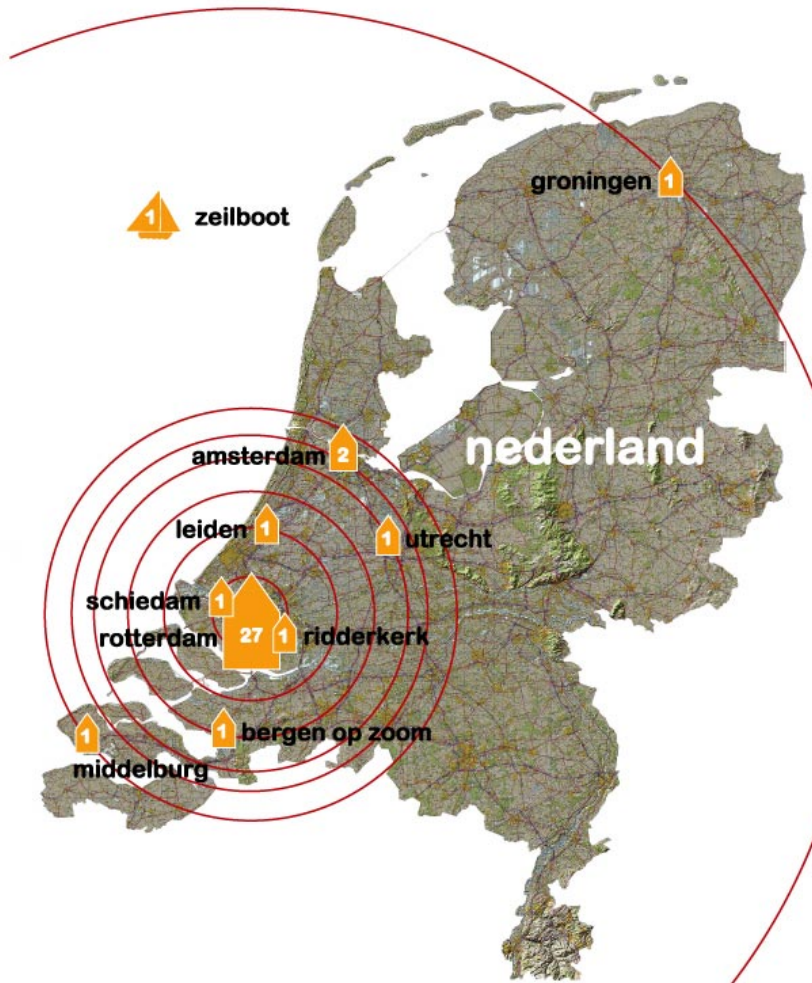 groningen 1
1 zeilboot
nederland
amsterdam 2
leiden 1
1 utrecht
schiedam 1
rotterdam 27
1 ridderkerk
1 bergen op zoom
1
middelburg